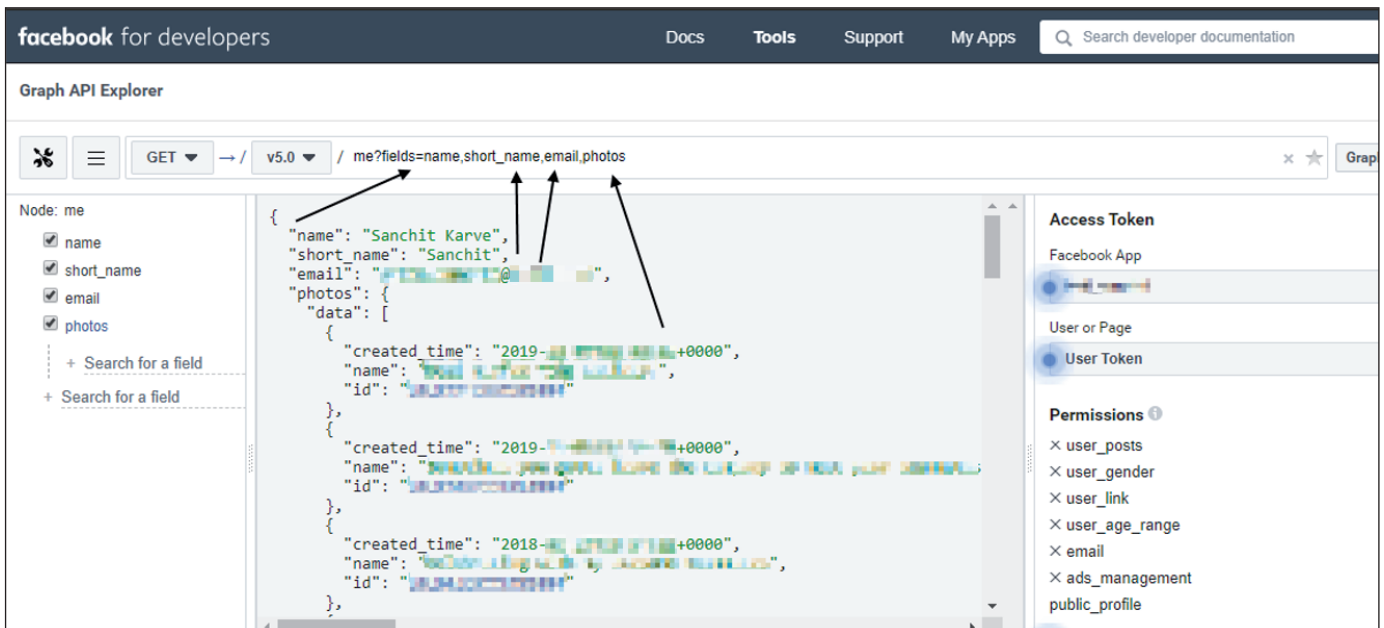 facebook for developers Docs Tools Support My Apps Search developer documentation
Graph API Explorer
GET → / v5.0 / me?fields=name,short_name,email,photos
Node: me
name
short_name
email
photos
+ Search for a field
+ Search for a field
{
"name": "Sanchit Karve",
"short_name": "Sanchit",
"email": "@",
"photos": {
"data": [
{
"created_time": "2019-+0000",
"name": "",
"id": ""
},
{
"created_time": "2019-+0000",
"name": "
"id": ""
},
{
"created_time": "2018-+0000",
"name": "",
"id": ""
},
{
Access Token
Facebook App
User or Page
User Token
Permissions
× user_posts
× user_gender
× user_link
× user_age_range
× email
× ads_management
public_profile